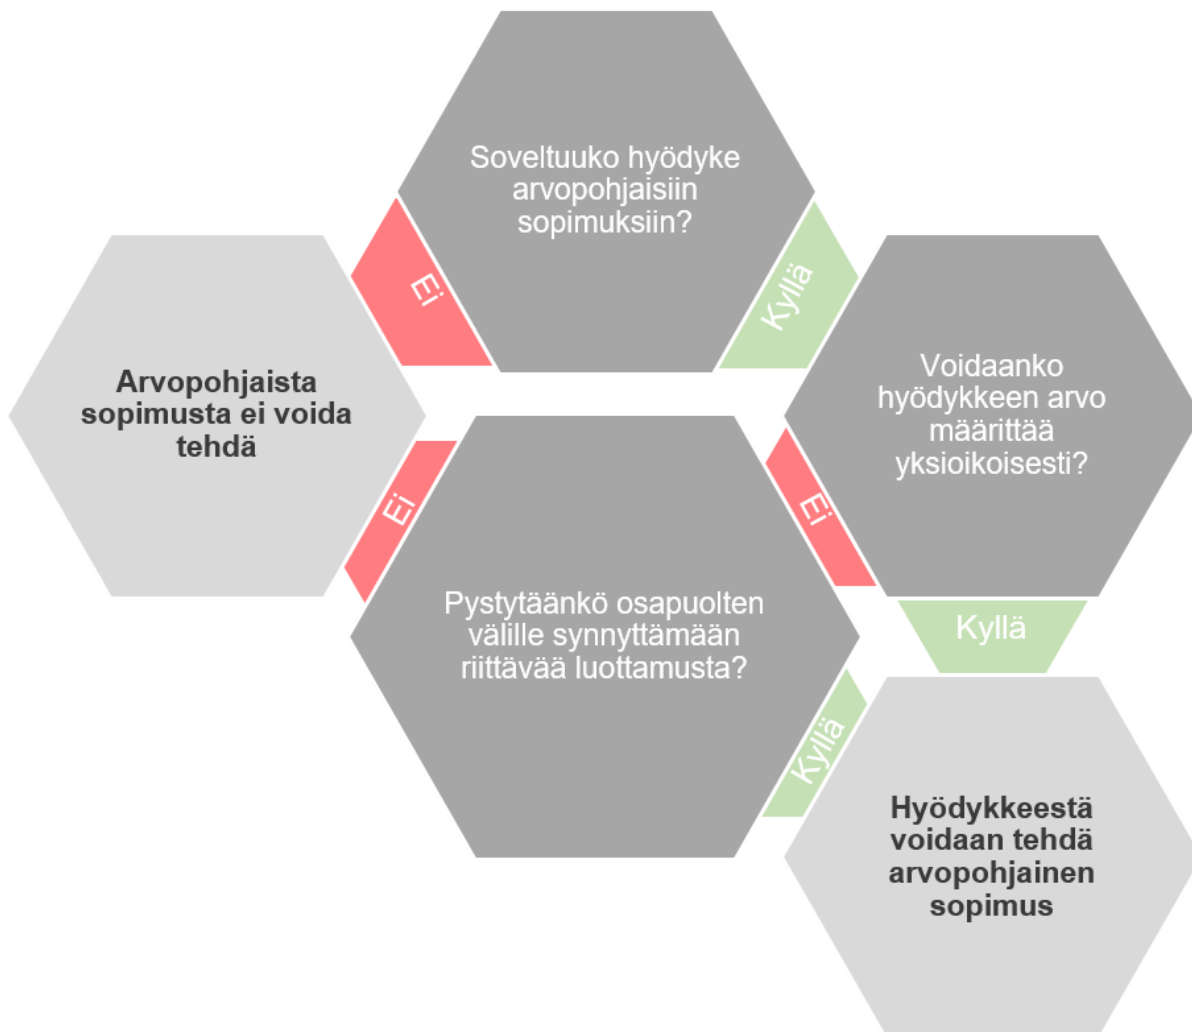 Soveltuuko hyödyke
arvopohjaisiin
sopimuksiin?
Ei
Kyllä
Arvopohjaista
sopimusta ei voida
tehdä
Voidaanko
hyödykkeen arvo
määrittää
yksioikoisesti?
Ei
Ei
Pystytäänkö osapuolten
välille synnyttämään
riittävää luottamusta?
Kyllä
Kyllä
Hyödykkeestä
voidaan tehdä
arvopohjainen
sopimus